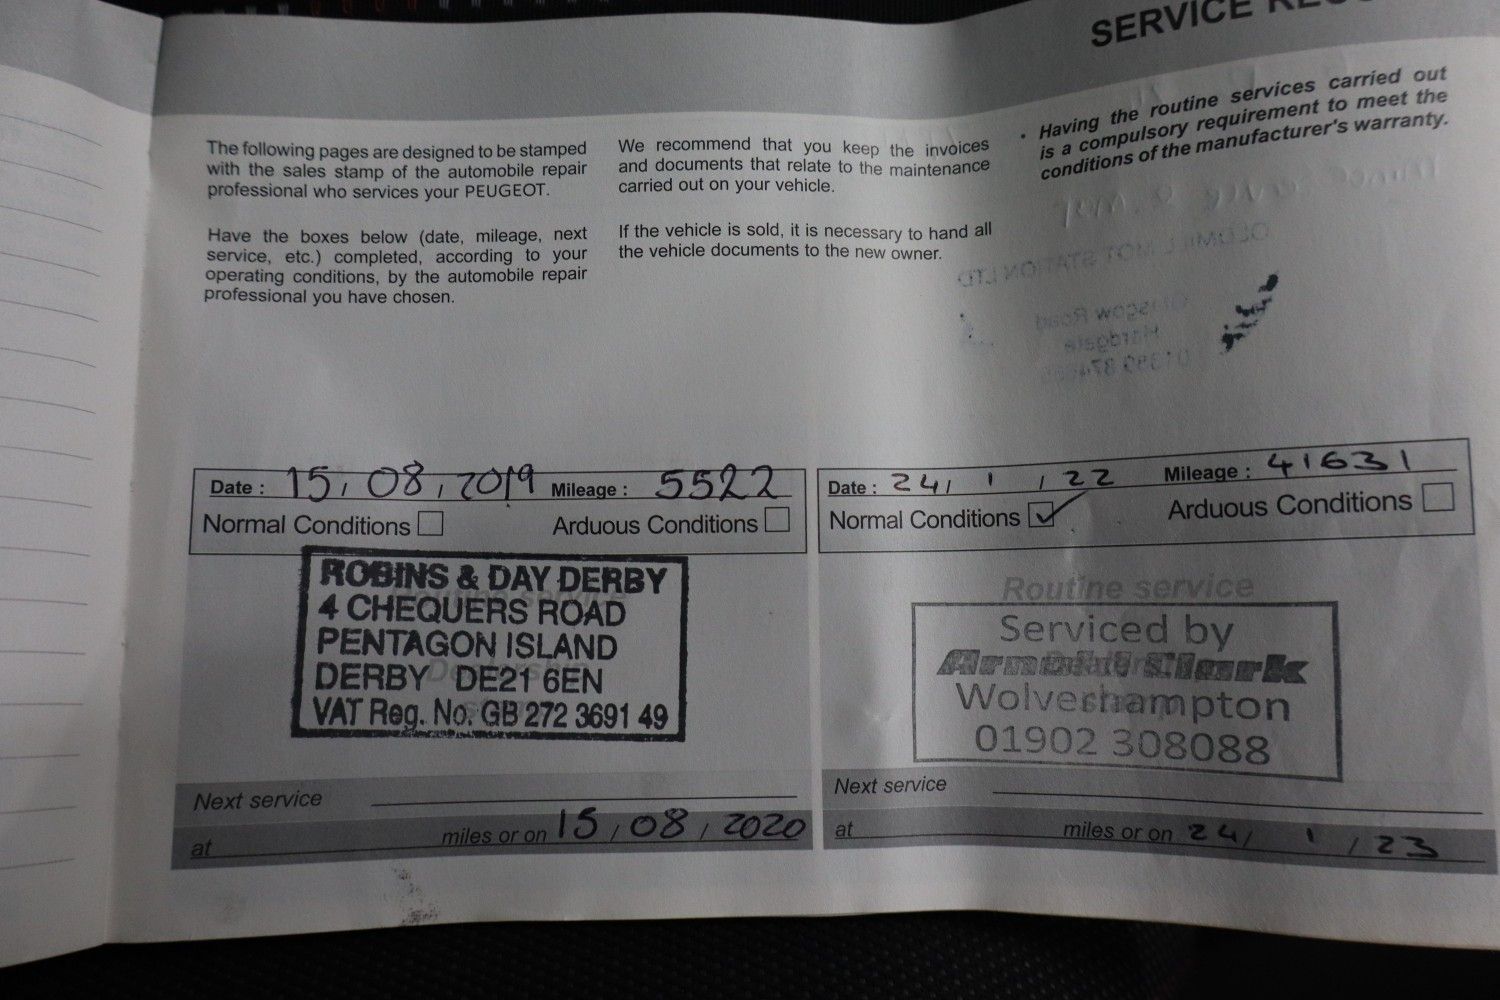 SERVICE
The following pages are designed to be stamped
with the sales stamp of the automobile repair
professional who services your PEUGEOT.
Have the boxes below (date, mileage, next
service, etc.) completed, according to your
operating conditions, by the automobile repair
professional you have chosen.
We recommend that you keep the invoices
and documents that relate to the maintenance
carried out on your vehicle.
If the vehicle is sold, it is necessary to hand all
the vehicle documents to the new owner.
• Having the routine services carried out
is a compulsory requirement to meet the
conditions of the manufacturer's warranty.
Date : 15, 08, 2019 Mileage : 5522
Normal Conditions Arduous Conditions
Routine service
ROBINS & DAY DERBY
4 CHEQUERS ROAD
PENTAGON ISLAND
DERBY DE21 6EN
VAT Reg. No. GB 272 3691 49
Next service
at miles or on 15, 08, 2020
Date : 24, 1, 22 Mileage : 41631
Normal Conditions ✓ Arduous Conditions
Routine service
Serviced by
Arnold Clark
Wolverhampton
01902 308088
Next service
at miles or on 24/ 1 / 23